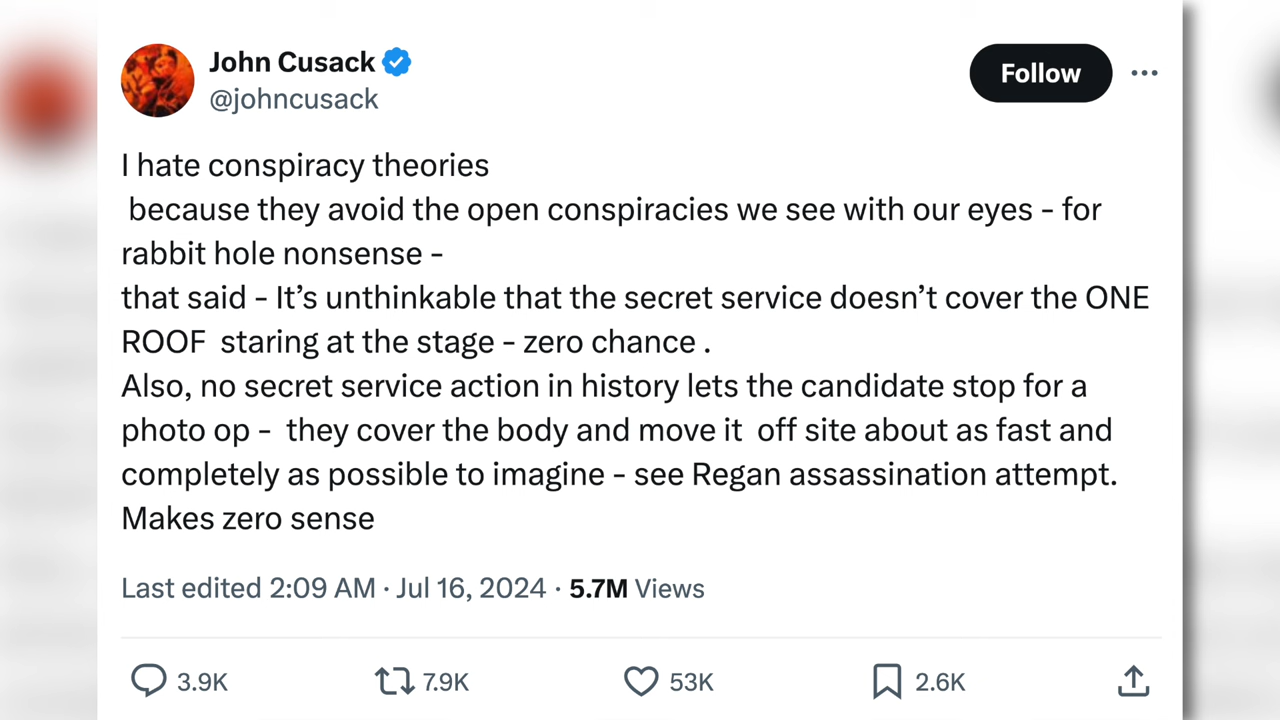 John Cusack
@johncusack
Follow
I hate conspiracy theories
because they avoid the open conspiracies we see with our eyes - for
rabbit hole nonsense -
that said - It’s unthinkable that the secret service doesn’t cover the ONE
ROOF  staring at the stage - zero chance .
Also, no secret service action in history lets the candidate stop for a
photo op -  they cover the body and move it  off site about as fast and
completely as possible to imagine - see Regan assassination attempt.
Makes zero sense
Last edited 2:09 AM · Jul 16, 2024 · 5.7M Views
3.9K 7.9K 53K 2.6K